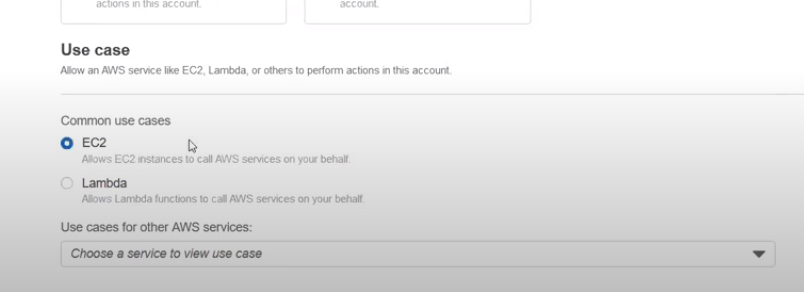 actions in this account.
account.
Use case
Allow an AWS service like EC2, Lambda, or others to perform actions in this account.
Common use cases
EC2
Allows EC2 instances to call AWS services on your behalf.
Lambda
Allows Lambda functions to call AWS services on your behalf.
Use cases for other AWS services:
Choose a service to view use case